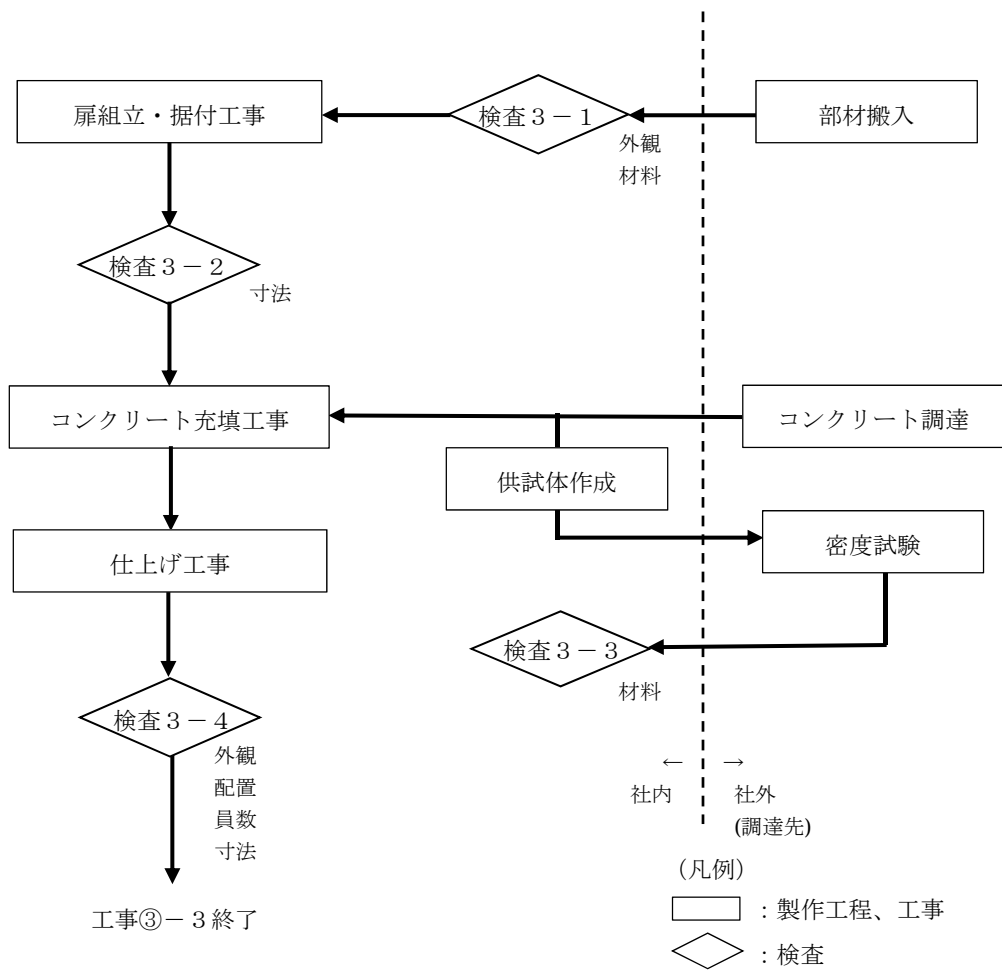 扉組立・据付工事
検査３－１
部材搬入
外観
材料
検査３－２
寸法
コンクリート充填工事
コンクリート調達
供試体作成
仕上げ工事
密度試験
検査３－３
材料
検査３－４
外観
配置
員数
寸法
← →
社内 社外
(調達先)
（凡例）
工事③－３終了
：製作工程、工事
：検査